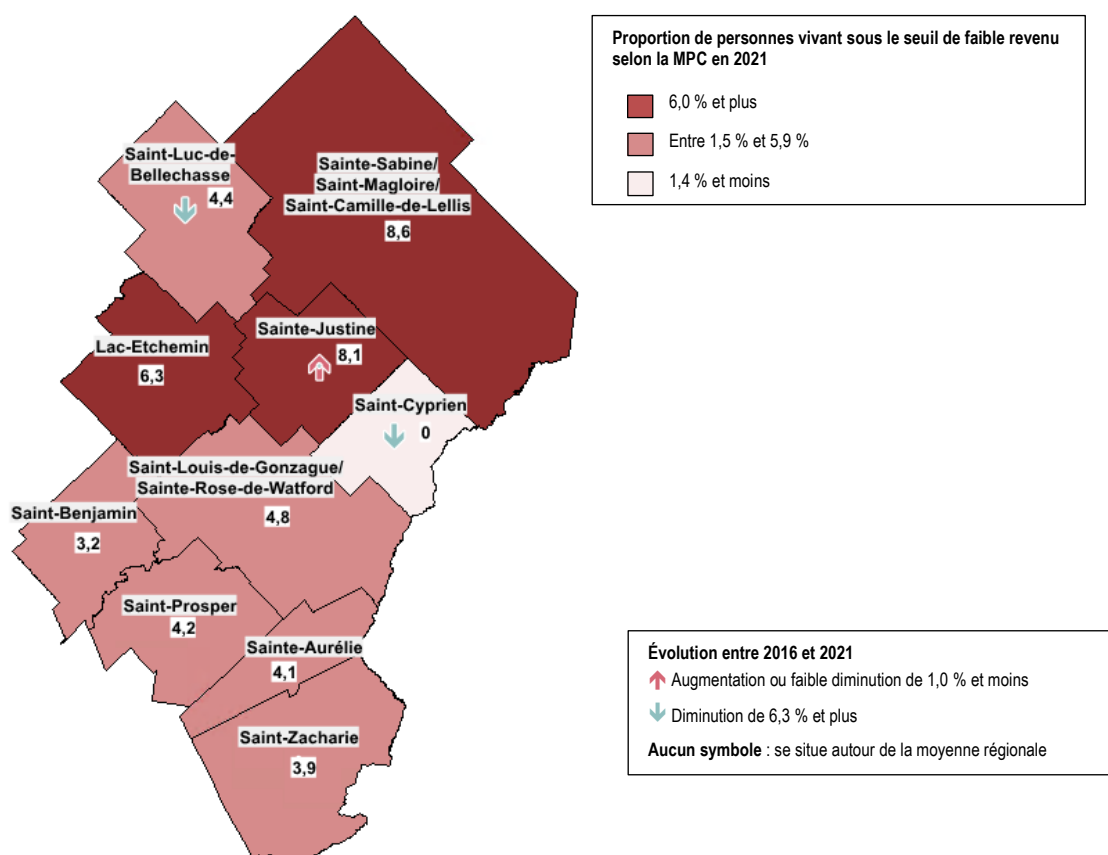 Proportion de personnes vivant sous le seuil de faible revenu
selon la MPC en 2021
6,0 % et plus
Entre 1,5 % et 5,9 %
1,4 % et moins
Saint-Luc-de-
Bellechasse
4,4
Sainte-Sabine/
Saint-Magloire/
Saint-Camille-de-Lellis
8,6
Sainte-Justine
8,1
Lac-Etchemin
6,3
Saint-Cyprien
0
Saint-Louis-de-Gonzague/
Sainte-Rose-de-Watford
4,8
Saint-Benjamin
3,2
Saint-Prosper
4,2
Sainte-Aurélie
4,1
Saint-Zacharie
3,9
Évolution entre 2016 et 2021
Augmentation ou faible diminution de 1,0 % et moins
Diminution de 6,3 % et plus
Aucun symbole : se situe autour de la moyenne régionale